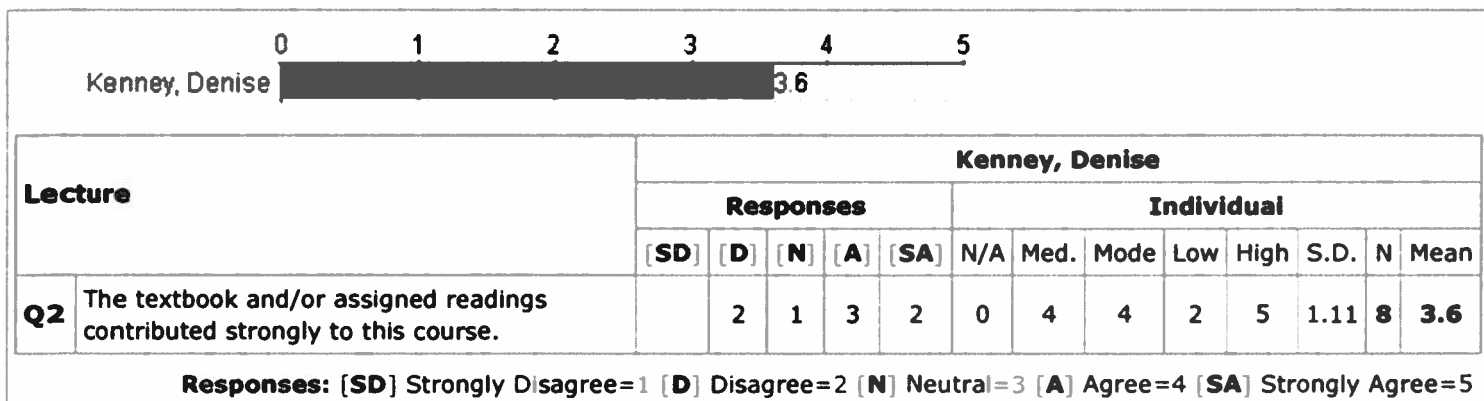 0 1 2 3 4 5
Kenney, Denise 3.6
Lecture
Kenney, Denise
Responses Individual
[SD] [D] [N] [A] [SA] N/A Med. Mode Low High S.D. N Mean
Q2 The textbook and/or assigned readings contributed strongly to this course. 2 1 3 2 0 4 4 2 5 1.11 8 3.6
Responses: [SD] Strongly Disagree=1 [D] Disagree=2 [N] Neutral=3 [A] Agree=4 [SA] Strongly Agree=5